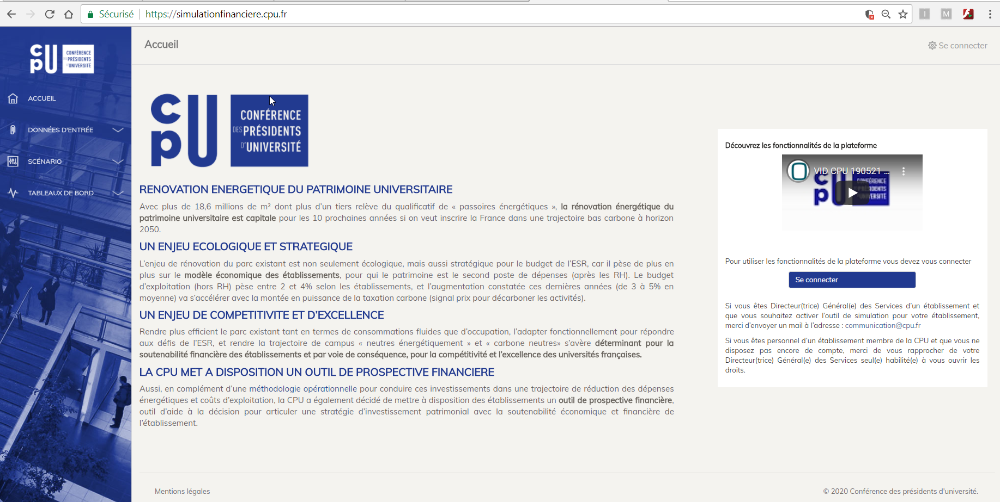 Sécurisé https://simulationfinanciere.cpu.fr
I M
cpu CONFÉRENCE
DES PRÉSIDENTS
D'UNIVERSITÉ
ACCUEIL
DONNÉES D'ENTRÉE
SCÉNARIO
TABLEAUX DE BORD
Accueil
Se connecter
cpu CONFÉRENCE
DES PRÉSIDENTS
D'UNIVERSITÉ
RENOVATION ENERGETIQUE DU PATRIMOINE UNIVERSITAIRE
Avec plus de 18,6 millions de m² dont plus d'un tiers relève du qualificatif de « passoires énergétiques », la rénovation énergétique du
patrimoine universitaire est capitale pour les 10 prochaines années si on veut inscrire la France dans une trajectoire bas carbone à horizon
2050.
UN ENJEU ECOLOGIQUE ET STRATEGIQUE
L'enjeu de rénovation du parc existant est non seulement écologique, mais aussi stratégique pour le budget de l'ESR, car il pèse de plus en
plus sur le modèle économique des établissements, pour qui le patrimoine est le second poste de dépenses (après les RH). Le budget
d'exploitation (hors RH) pèse entre 2 et 4% selon les établissements, et l'augmentation constatée ces dernières années (de 3 à 5% en
moyenne) va s'accélérer avec la montée en puissance de la taxation carbone (signal prix pour décarboner les activités).
UN ENJEU DE COMPETITIVITE ET D'EXCELLENCE
Rendre plus efficient le parc existant tant en termes de consommations fluides que d'occupation, l'adapter fonctionnellement pour répondre
aux défis de l'ESR, et rendre la trajectoire de campus « neutres énergétiquement » et « carbone neutres» s'avère déterminant pour la
soutenabilité financière des établissements et par voie de conséquence, pour la compétitivité et l'excellence des universités françaises.
LA CPU MET A DISPOSITION UN OUTIL DE PROSPECTIVE FINANCIERE
Aussi, en complément d'une méthodologie opérationnelle pour conduire ces investissements dans une trajectoire de réduction des dépenses
énergétiques et coûts d'exploitation, la CPU a également décidé de mettre à disposition des établissements un outil de prospective financière,
outil d'aide à la décision pour articuler une stratégie d'investissement patrimonial avec la soutenabilité économique et financière de
l'établissement.
Découvrez les fonctionnalités de la plateforme
VID CPU 190521 ...
Pour utiliser les fonctionnalités de la plateforme vous devez vous connecter
Se connecter
Si vous êtes Directeur(trice) Général(e) des Services d'un établissement et
que vous souhaitez activer l'outil de simulation pour votre établissement,
merci d'envoyer un mail à l'adresse : communication@cpu.fr
Si vous êtes personnel d'un établissement membre de la CPU et que vous ne
disposez pas encore de compte, merci de vous rapprocher de votre
Directeur(trice) Général(e) des Services seul(e) habilité(e) à vous ouvrir les
droits.
Mentions légales
© 2020 Conférence des présidents d'université.